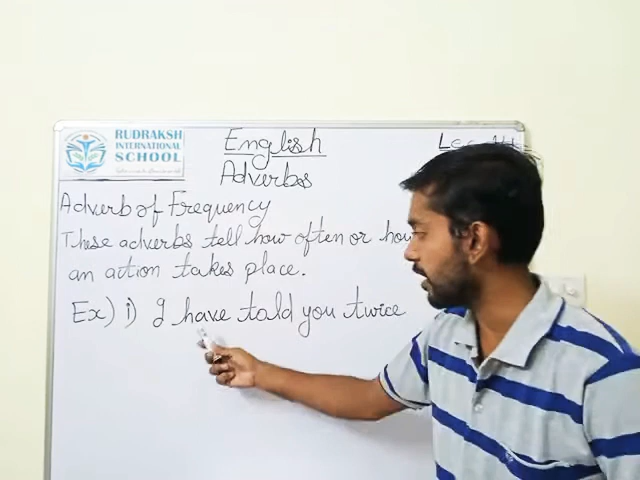 RUDRAKSH
INTERNATIONAL
SCHOOL
English
Adverbs
Adverb of Frequency
These adverbs tell how often or how
an action takes place.
Ex) i) I have told you twice